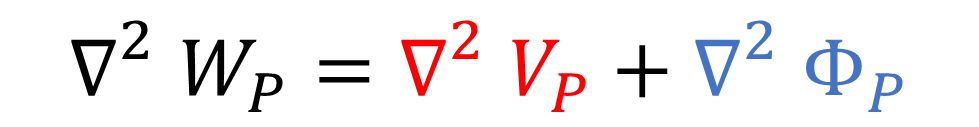 ∇² W_P = ∇² V_P + ∇² Φ_P